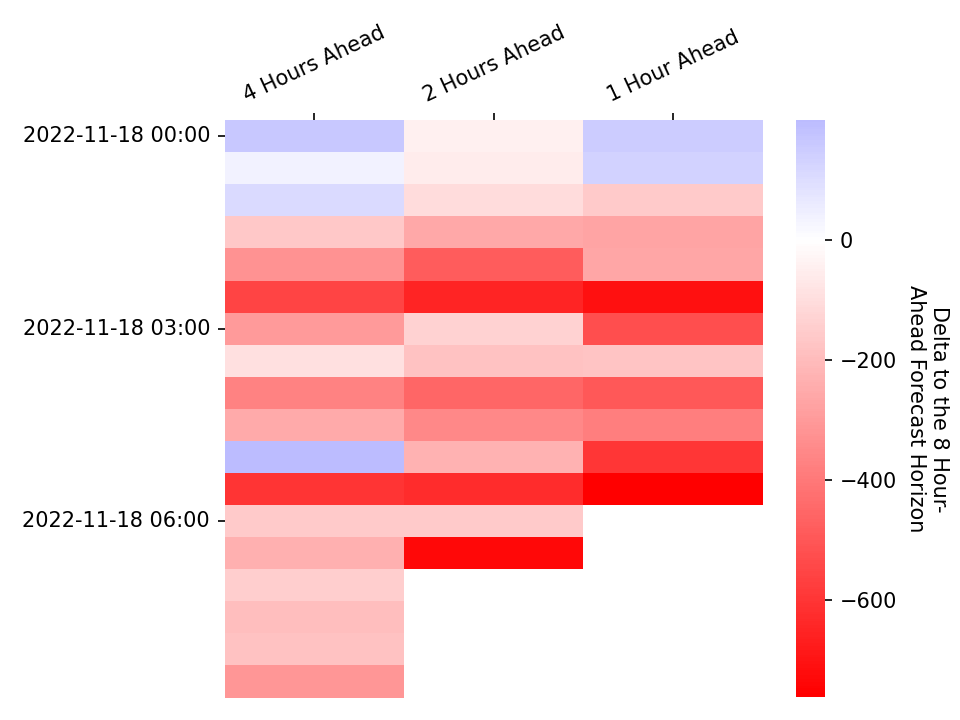 4 Hours Ahead
2 Hours Ahead
1 Hour Ahead
2022-11-18 00:00
2022-11-18 03:00
2022-11-18 06:00
0
−200
−400
−600
Delta to the 8 Hour-
Ahead Forecast Horizon